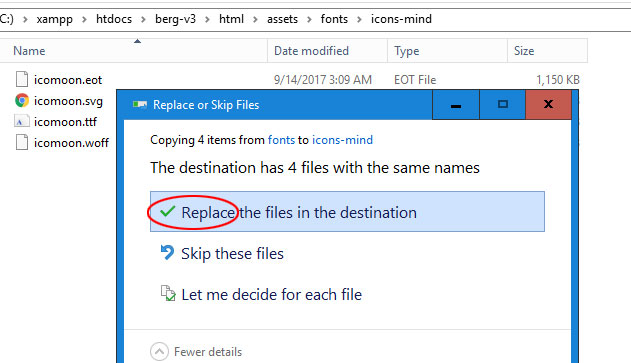 C:) › xampp › htdocs › berg-v3 › html › assets › fonts › icons-mind
Name Date modified Type Size
icomoon.eot 9/14/2017 3:09 AM EOT File 1,150 KB
icomoon.svg
icomoon.ttf
icomoon.woff
Replace or Skip Files
Copying 4 items from fonts to icons-mind
The destination has 4 files with the same names
Replace the files in the destination
Skip these files
Let me decide for each file
Fewer details